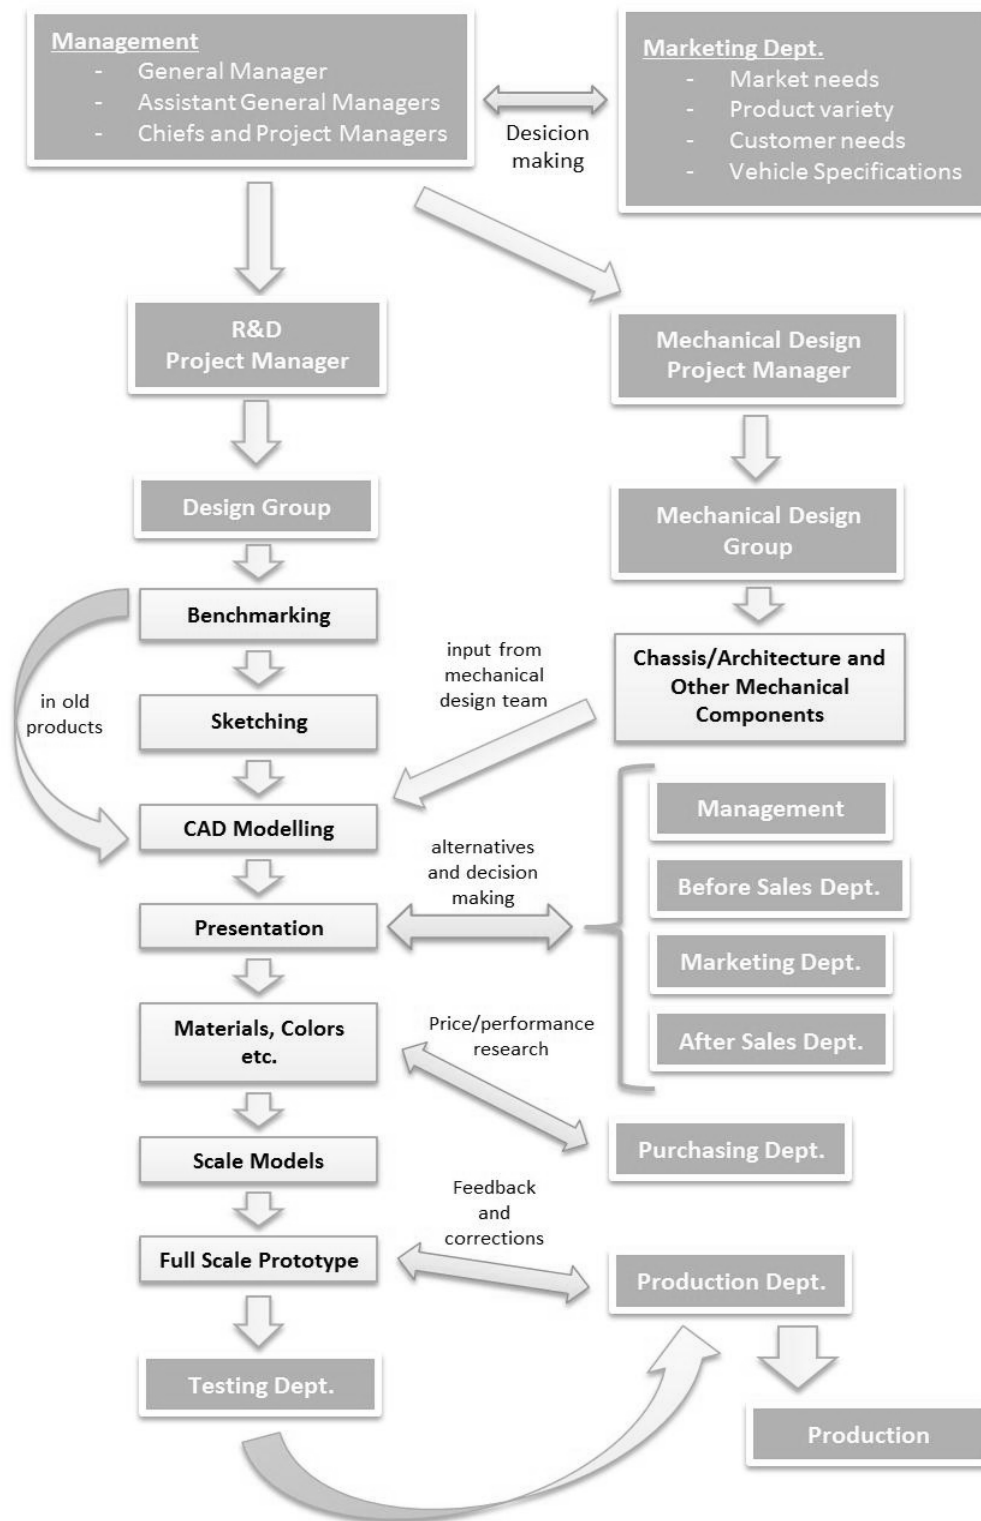 Management
- General Manager
- Assistant General Managers
- Chiefs and Project Managers
Desicion
making
Marketing Dept.
- Market needs
- Product variety
- Customer needs
- Vehicle Specifications
R&D
Project Manager
Mechanical Design
Project Manager
Design Group
Mechanical Design
Group
Benchmarking
in old
products
Sketching
input from
mechanical
design team
Chassis/Architecture and
Other Mechanical
Components
CAD Modelling
alternatives
and decision
making
Presentation
Management
Before Sales Dept.
Marketing Dept.
After Sales Dept.
Materials, Colors
etc.
Price/performance
research
Purchasing Dept.
Scale Models
Feedback
and
corrections
Full Scale Prototype
Production Dept.
Testing Dept.
Production